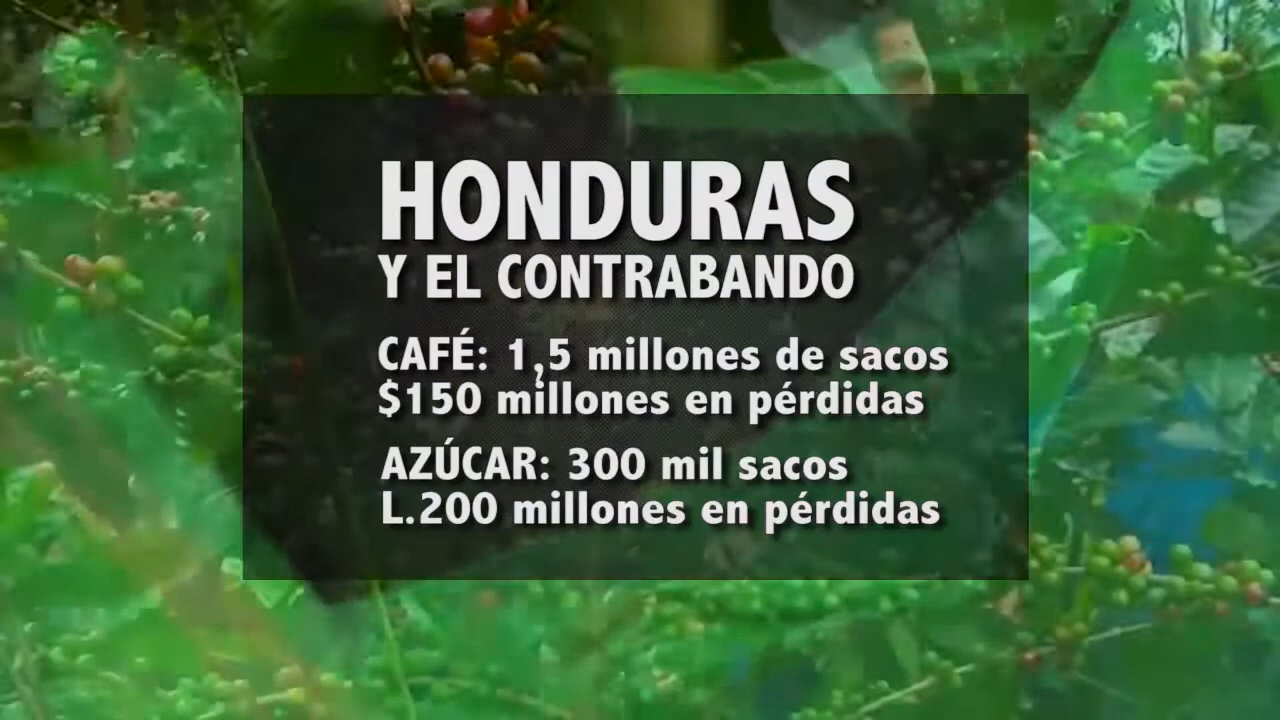 HONDURAS
Y EL CONTRABANDO
CAFÉ: 1,5 millones de sacos
$150 millones en pérdidas
AZÚCAR: 300 mil sacos
L.200 millones en pérdidas